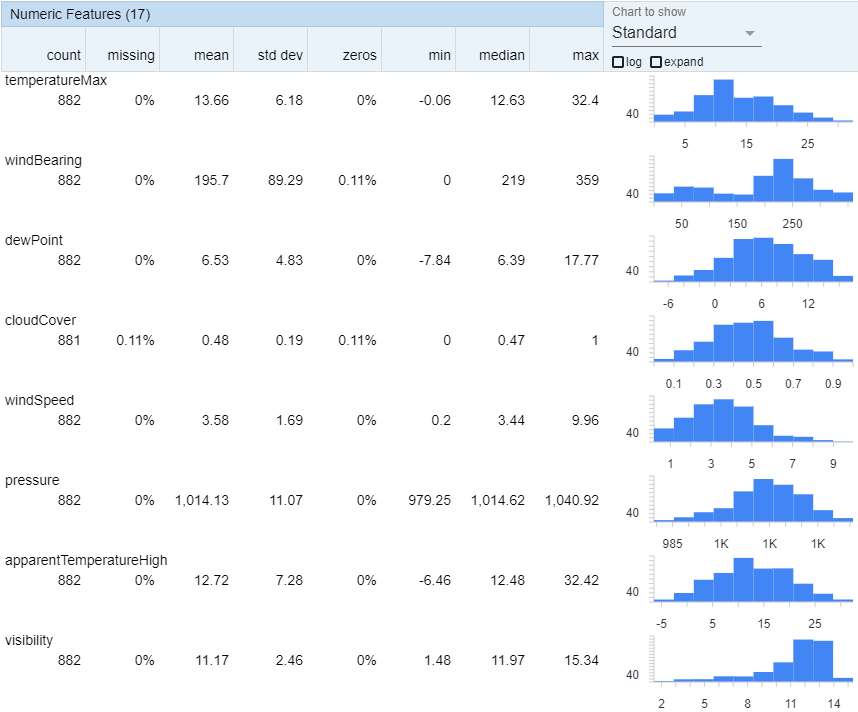 Numeric Features (17)
Chart to show
Standard
count missing mean std dev zeros min median max
log expand
temperatureMax
882 0% 13.66 6.18 0% -0.06 12.63 32.4
40
5 15 25
windBearing
882 0% 195.7 89.29 0.11% 0 219 359
40
50 150 250
dewPoint
882 0% 6.53 4.83 0% -7.84 6.39 17.77
40
-6 0 6 12
cloudCover
881 0.11% 0.48 0.19 0.11% 0 0.47 1
40
0.1 0.3 0.5 0.7 0.9
windSpeed
882 0% 3.58 1.69 0% 0.2 3.44 9.96
40
1 3 5 7 9
pressure
882 0% 1,014.13 11.07 0% 979.25 1,014.62 1,040.92
40
985 1K 1K 1K
apparentTemperatureHigh
882 0% 12.72 7.28 0% -6.46 12.48 32.42
40
-5 5 15 25
visibility
882 0% 11.17 2.46 0% 1.48 11.97 15.34
40
2 5 8 11 14